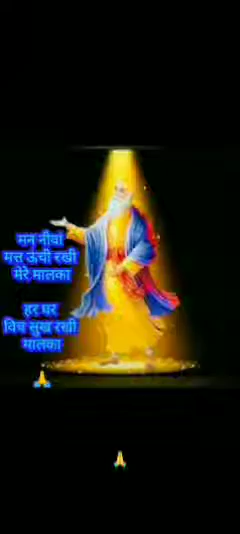 मन नीवां
मत्त ऊंची रखी
मेरे मालका
हर घर
विच सुख रखी
मालका
🙏
🙏